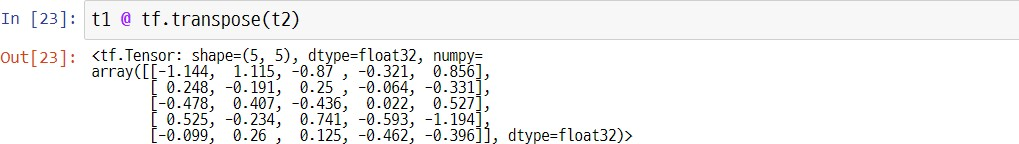 In [23]: t1 @ tf.transpose(t2)
Out[23]: <tf.Tensor: shape=(5, 5), dtype=float32, numpy=
array([[-1.144,  1.115, -0.87 , -0.321,  0.856],
       [ 0.248, -0.191,  0.25 , -0.064, -0.331],
       [-0.478,  0.407, -0.436,  0.022,  0.527],
       [ 0.525, -0.234,  0.741, -0.593, -1.194],
       [-0.099,  0.26 ,  0.125, -0.462, -0.396]], dtype=float32)>